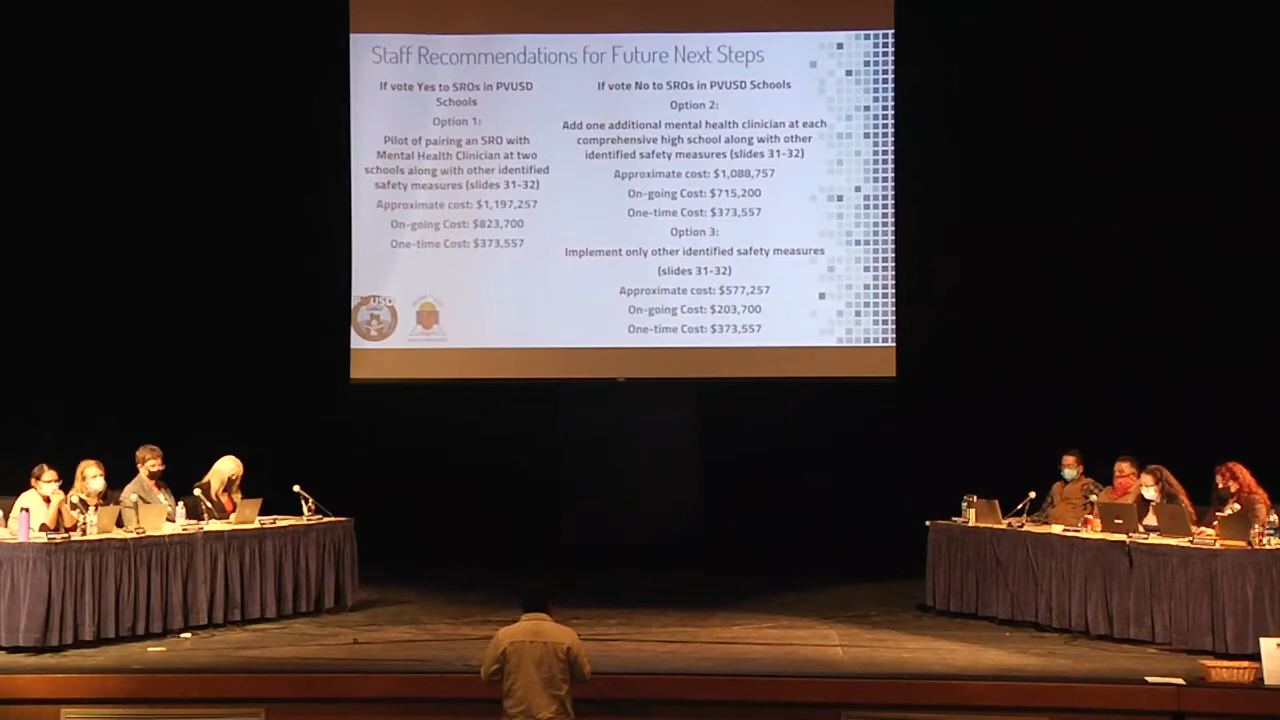 Staff Recommendations for Future Next Steps
If vote Yes to SROs in PVUSD
Schools
Option 1:
Pilot of pairing an SRO with
Mental Health Clinician at two
schools along with other identified
safety measures (slides 31-32)
Approximate cost: $1,197,257
On-going Cost: $823,700
One-time Cost: $373,557
If vote No to SROs in PVUSD Schools
Option 2:
Add one additional mental health clinician at each
comprehensive high school along with other
identified safety measures (slides 31-32)
Approximate cost: $1,088,757
On-going Cost: $715,200
One-time Cost: $373,557
Option 3:
Implement only other identified safety measures
(slides 31-32)
Approximate cost: $577,257
On-going Cost: $203,700
One-time Cost: $373,557